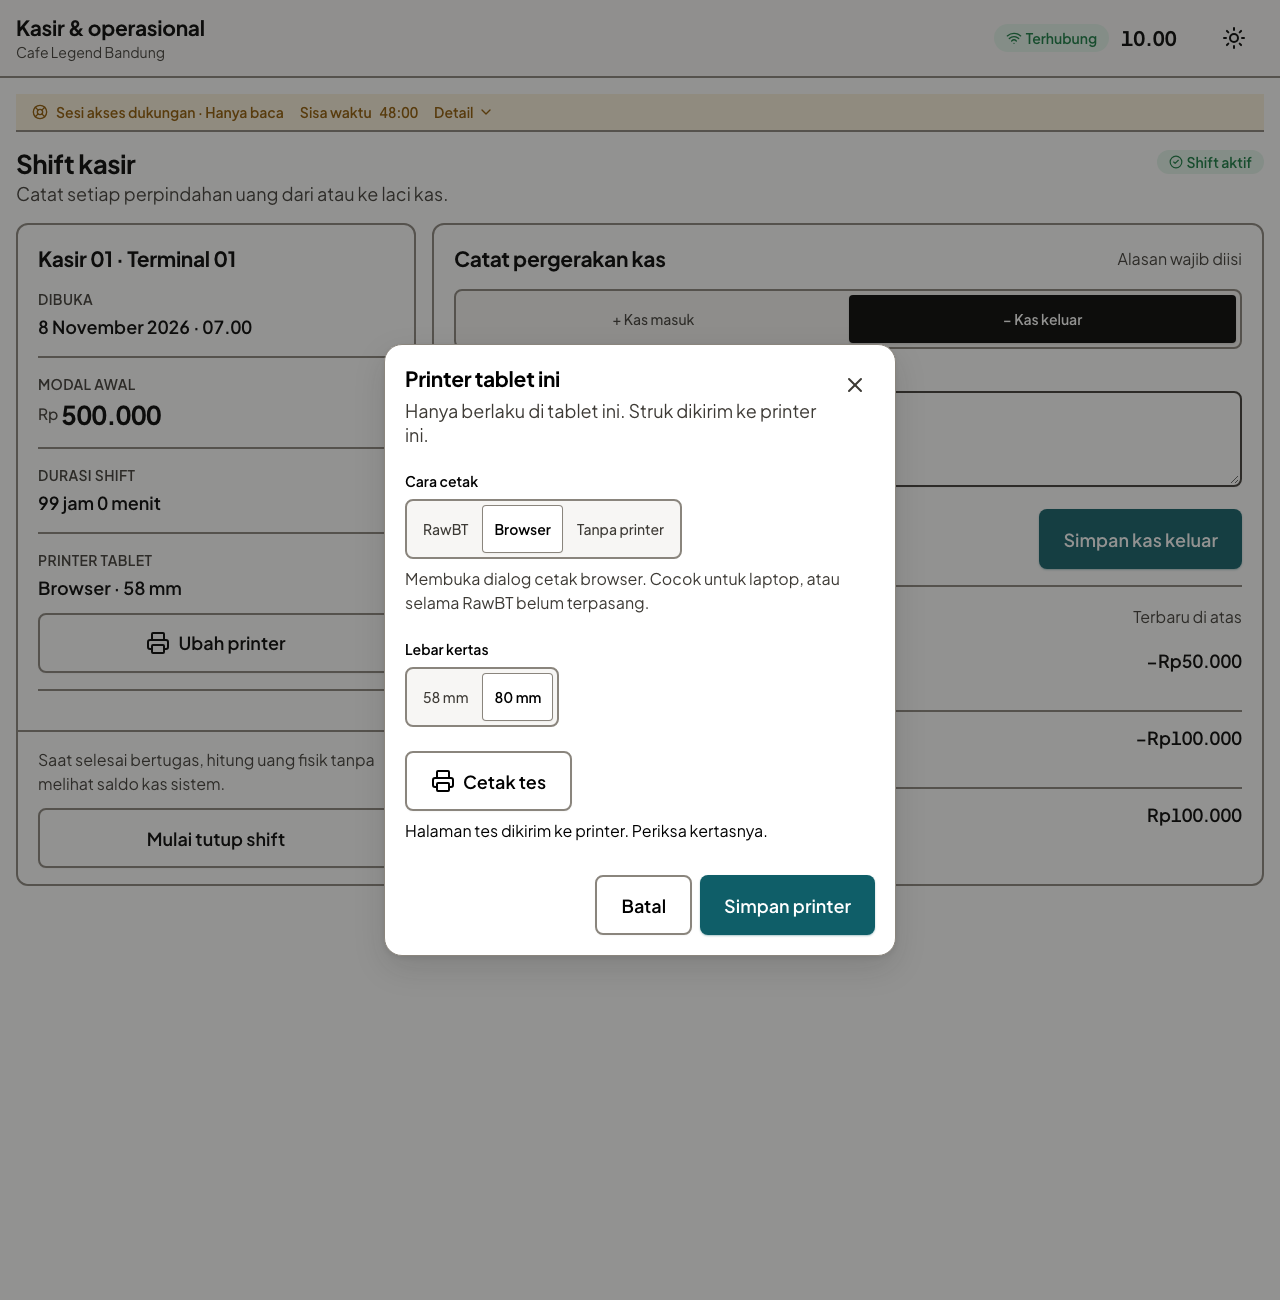 Kasir & operasional
Cafe Legend Bandung
Terhubung
10.00
Sesi akses dukungan · Hanya baca
Sisa waktu 48:00
Detail
Shift kasir
Shift aktif
Catat setiap perpindahan uang dari atau ke laci kas.
Kasir 01 · Terminal 01
DIBUKA
8 November 2026 · 07.00
MODAL AWAL
Rp 500.000
DURASI SHIFT
99 jam 0 menit
PRINTER TABLET
Browser · 58 mm
Ubah printer
Saat selesai bertugas, hitung uang fisik tanpa
melihat saldo kas sistem.
Mulai tutup shift
Catat pergerakan kas
Alasan wajib diisi
+ Kas masuk
– Kas keluar
Simpan kas keluar
Terbaru di atas
−Rp50.000
−Rp100.000
Rp100.000
Printer tablet ini
Hanya berlaku di tablet ini. Struk dikirim ke printer
ini.
Cara cetak
RawBT
Browser
Tanpa printer
Membuka dialog cetak browser. Cocok untuk laptop, atau
selama RawBT belum terpasang.
Lebar kertas
58 mm
80 mm
Cetak tes
Halaman tes dikirim ke printer. Periksa kertasnya.
Batal
Simpan printer